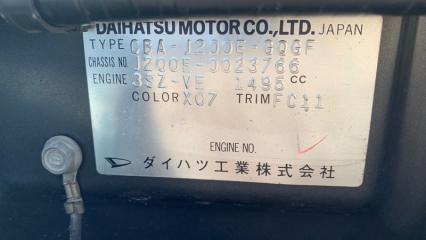 DAIHATSU MOTOR CO., LTD. JAPAN
TYPE CBA-J200E-GQGF
CHASSIS NO. J200E-0023766
ENGINE 3SZ-VE 1495 CC
COLOR X07 TRIM FC11
ENGINE NO.
ダイハツ工業株式会社